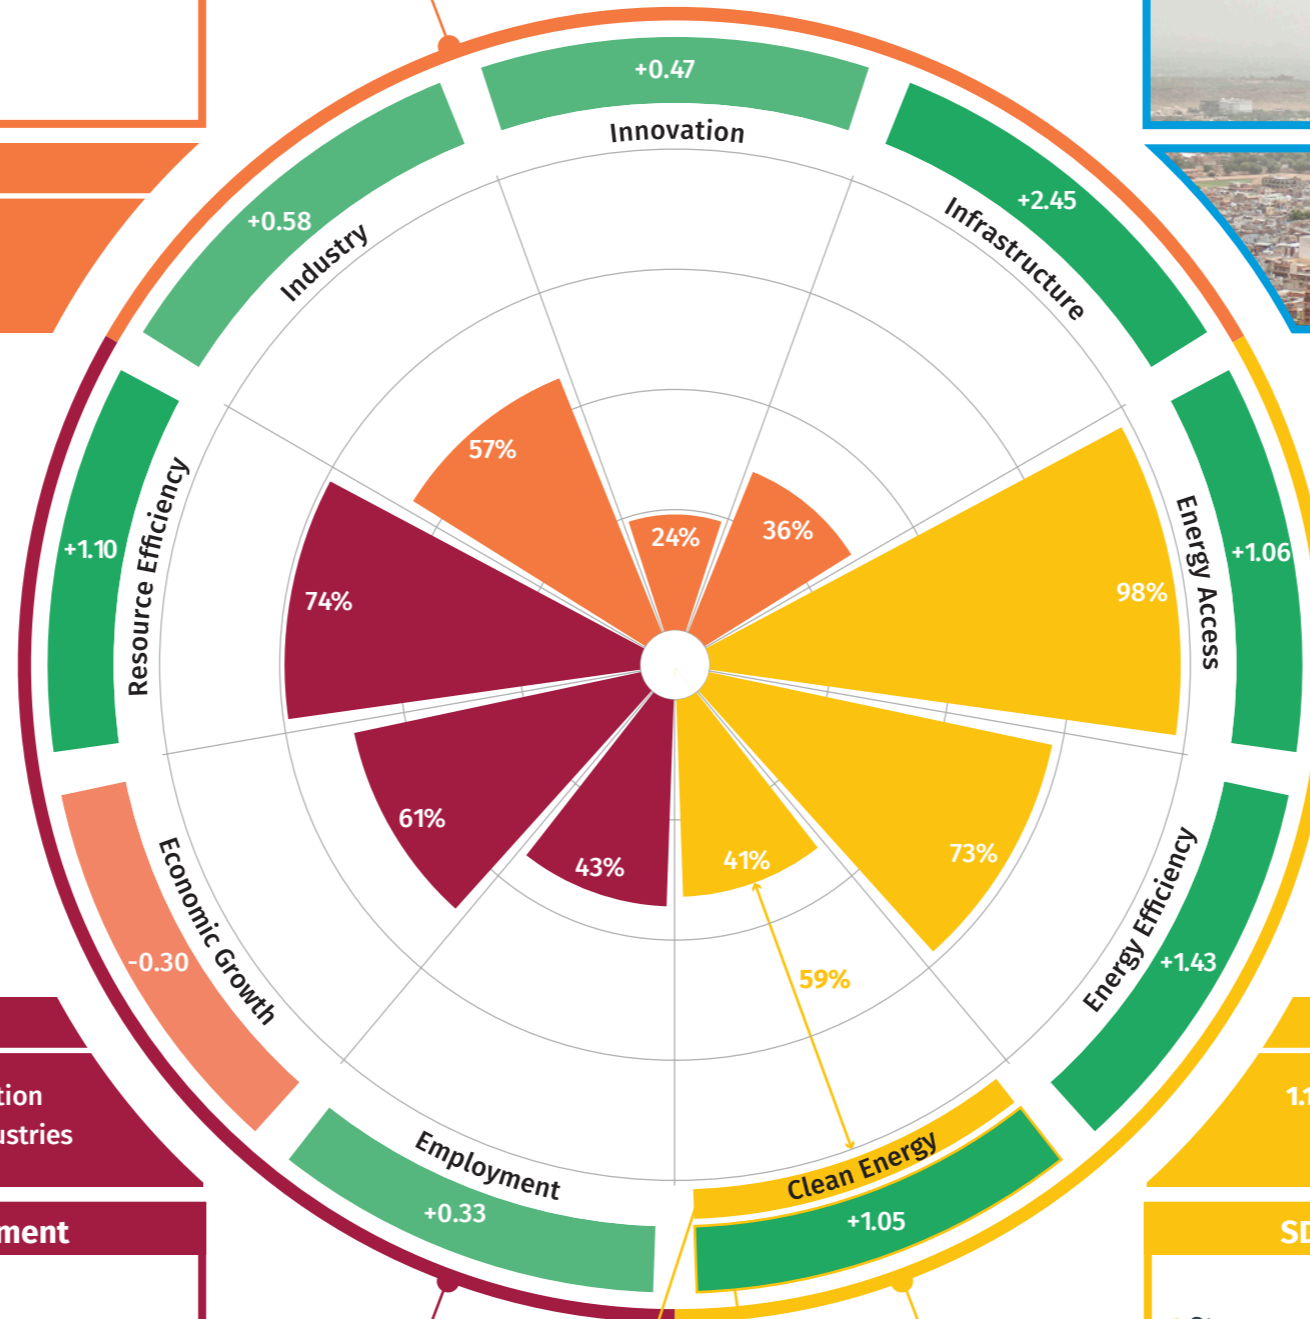 +0.47
Innovation
+2.45
Infrastructure
+0.58
Industry
57%
24%
36%
Energy Access
98%
+1.06
Resource Efficiency
+1.10
74%
61%
43%
41%
73%
59%
Energy Efficiency
+1.43
Economic Growth
-0.30
Employment
+0.33
Clean Energy
+1.05
tion
ustries
ment
1.1
SD